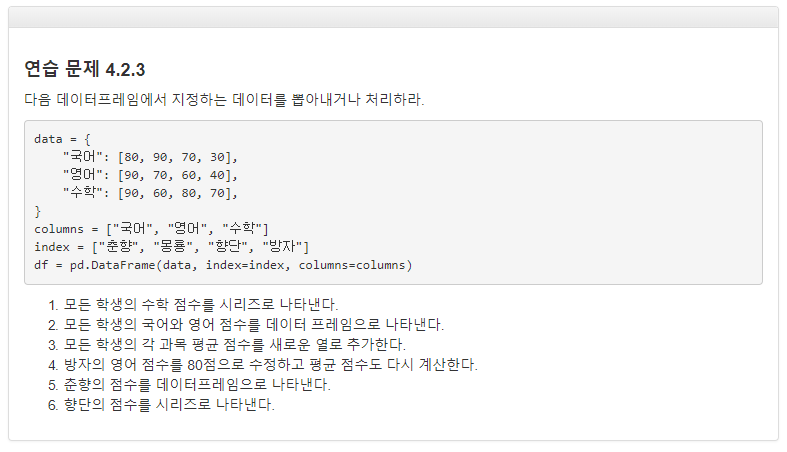 연습 문제 4.2.3
다음 데이터프레임에서 지정하는 데이터를 뽑아내거나 처리하라.
data = {
    "국어": [80, 90, 70, 30],
    "영어": [90, 70, 60, 40],
    "수학": [90, 60, 80, 70],
}
columns = ["국어", "영어", "수학"]
index = ["춘향", "몽룡", "향단", "방자"]
df = pd.DataFrame(data, index=index, columns=columns)
1. 모든 학생의 수학 점수를 시리즈로 나타낸다.
2. 모든 학생의 국어와 영어 점수를 데이터 프레임으로 나타낸다.
3. 모든 학생의 각 과목 평균 점수를 새로운 열로 추가한다.
4. 방자의 영어 점수를 80점으로 수정하고 평균 점수도 다시 계산한다.
5. 춘향의 점수를 데이터프레임으로 나타낸다.
6. 향단의 점수를 시리즈로 나타낸다.